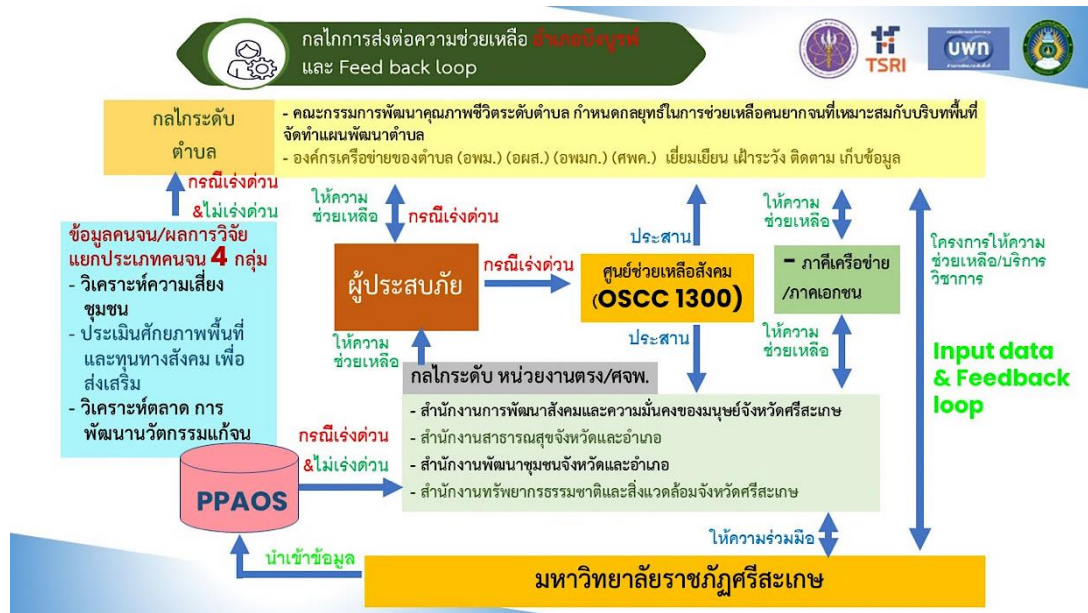 กลไกการส่งต่อความช่วยเหลือ อำเภอบึงบูรพ์
และ Feed back loop
TSRI
บพท
กลไกระดับ
ตำบล
- คณะกรรมการพัฒนาคุณภาพชีวิตระดับตำบล กำหนดกลยุทธ์ในการช่วยเหลือคนยากจนที่เหมาะสมกับบริบทพื้นที่
จัดทำแผนพัฒนาตำบล
- องค์กรเครือข่ายของตำบล (อพม.) (อผส.) (อพมก.) (ศพค.) เยี่ยมเยียน เฝ้าระวัง ติดตาม เก็บข้อมูล
กรณีเร่งด่วน
&ไม่เร่งด่วน
ให้ความ
ช่วยเหลือ
กรณีเร่งด่วน
ประสาน
ให้ความ
ช่วยเหลือ
โครงการให้ความ
ช่วยเหลือ/บริการ
วิชาการ
ข้อมูลคนจน/ผลการวิจัย
แยกประเภทคนจน 4 กลุ่ม
- วิเคราะห์ความเสี่ยง
ชุมชน
- ประเมินศักยภาพพื้นที่
และทุนทางสังคม เพื่อ
ส่งเสริม
- วิเคราะห์ตลาด การ
พัฒนานวัตกรรมแก้จน
ผู้ประสบภัย
กรณีเร่งด่วน
ศูนย์ช่วยเหลือสังคม
(OSCC 1300)
- ภาคีเครือข่าย
/ภาคเอกชน
ให้ความ
ช่วยเหลือ
ประสาน
ให้ความ
ช่วยเหลือ
Input data
& Feedback
loop
กลไกระดับ หน่วยงานตรง/ศจพ.
- สำนักงานการพัฒนาสังคมและความมั่นคงของมนุษย์จังหวัดศรีสะเกษ
- สำนักงานสาธารณสุขจังหวัดและอำเภอ
- สำนักงานพัฒนาชุมชนจังหวัดและอำเภอ
- สำนักงานทรัพยากรธรรมชาติและสิ่งแวดล้อมจังหวัดศรีสะเกษ
กรณีเร่งด่วน
&ไม่เร่งด่วน
PPAOS
นำเข้าข้อมูล
ให้ความร่วมมือ
มหาวิทยาลัยราชภัฏศรีสะเกษ